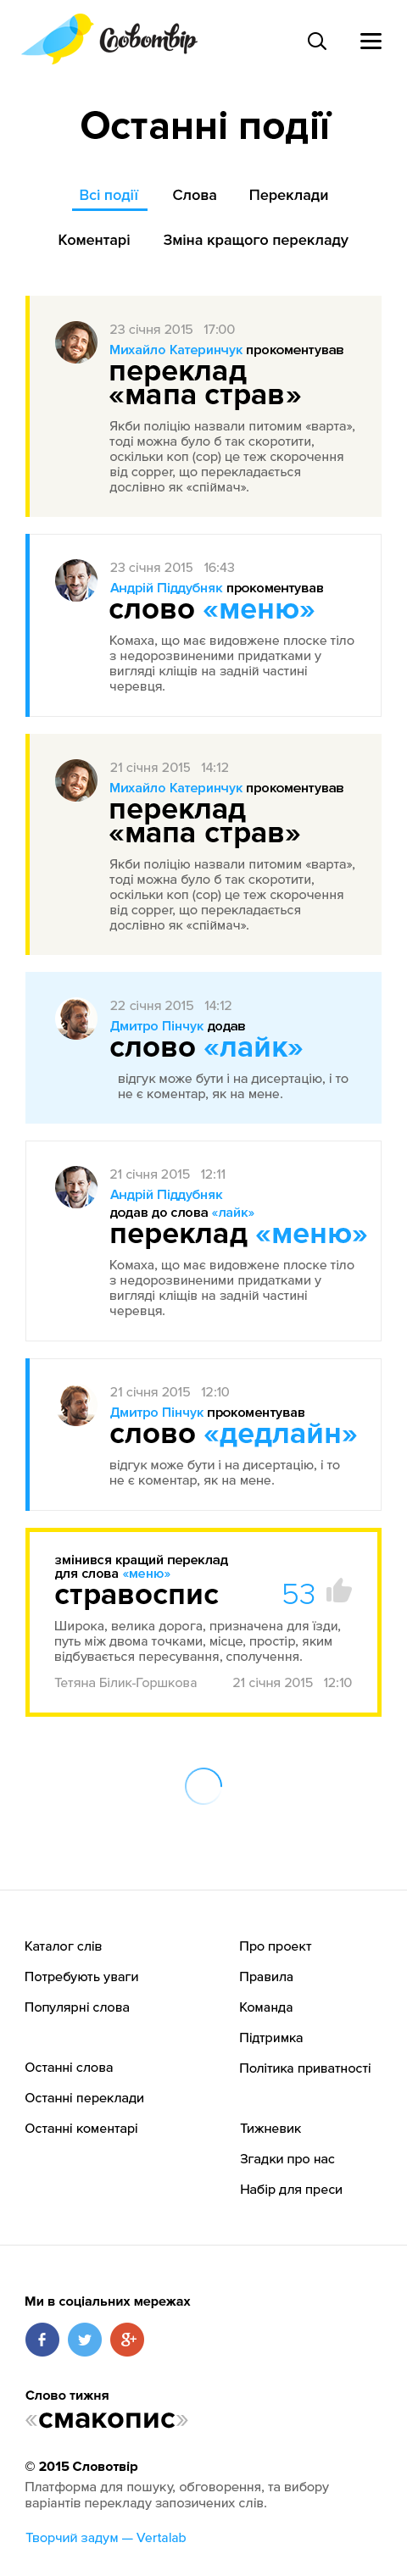 Словотвір
Останні події
Всі події Слова Переклади
Коментарі Зміна кращого перекладу
23 січня 2015 17:00
Михайло Катеринчук прокоментував
переклад
«мапа страв»
Якби поліцію назвали питомим «варта»,
тоді можна було б так скоротити,
оскільки коп (cop) це теж скорочення
від copper, що перекладається
дослівно як «спіймач».
23 січня 2015 16:43
Андрій Піддубняк прокоментував
слово «меню»
Комаха, що має видовжене плоске тіло
з недорозвиненими придатками у
вигляді кліщів на задній частині
черевця.
21 січня 2015 14:12
Михайло Катеринчук прокоментував
переклад
«мапа страв»
Якби поліцію назвали питомим «варта»,
тоді можна було б так скоротити,
оскільки коп (cop) це теж скорочення
від copper, що перекладається
дослівно як «спіймач».
22 січня 2015 14:12
Дмитро Пінчук додав
слово «лайк»
відгук може бути і на дисертацію, і то
не є коментар, як на мене.
21 січня 2015 12:11
Андрій Піддубняк
додав до слова «лайк»
переклад «меню»
Комаха, що має видовжене плоске тіло
з недорозвиненими придатками у
вигляді кліщів на задній частині
черевця.
21 січня 2015 12:10
Дмитро Пінчук прокоментував
слово «дедлайн»
відгук може бути і на дисертацію, і то
не є коментар, як на мене.
змінився кращий переклад
для слова «меню»
стравоспис 53
Широка, велика дорога, призначена для їзди,
путь між двома точками, місце, простір, яким
відбувається пересування, сполучення.
Тетяна Білик-Горшкова 21 січня 2015 12:10
Каталог слів
Потребують уваги
Популярні слова
Останні слова
Останні переклади
Останні коментарі
Про проект
Правила
Команда
Підтримка
Політика приватності
Тижневик
Згадки про нас
Набір для преси
Ми в соціальних мережах
f
g+
Слово тижня
«смакопис»
© 2015 Словотвір
Платформа для пошуку, обговорення, та вибору
варіантів перекладу запозичених слів.
Творчий задум — Vertalab